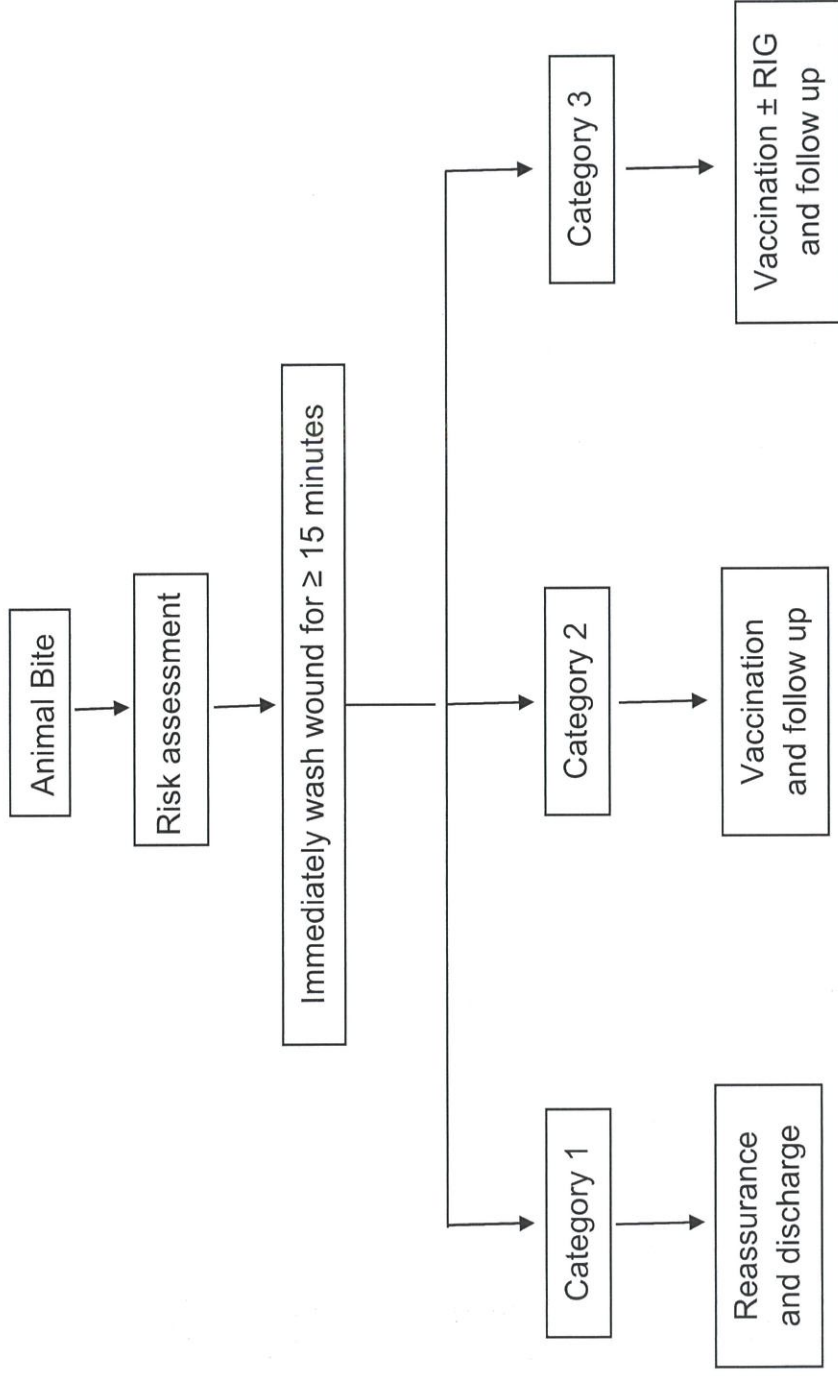 Animal Bite
Risk assessment
Immediately wash wound for ≥ 15 minutes
Category 1
Category 2
Category 3
Reassurance
and discharge
Vaccination
and follow up
Vaccination ± RIG
and follow up